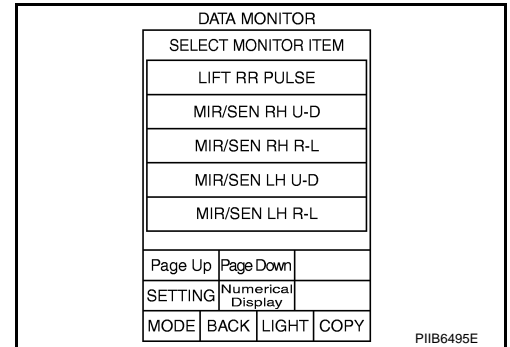 DATA MONITOR
SELECT MONITOR ITEM
LIFT RR PULSE
MIR/SEN RH U-D
MIR/SEN RH R-L
MIR/SEN LH U-D
MIR/SEN LH R-L
Page Up Page Down
SETTING Numerical
Display
MODE BACK LIGHT COPY
PIIB6495E